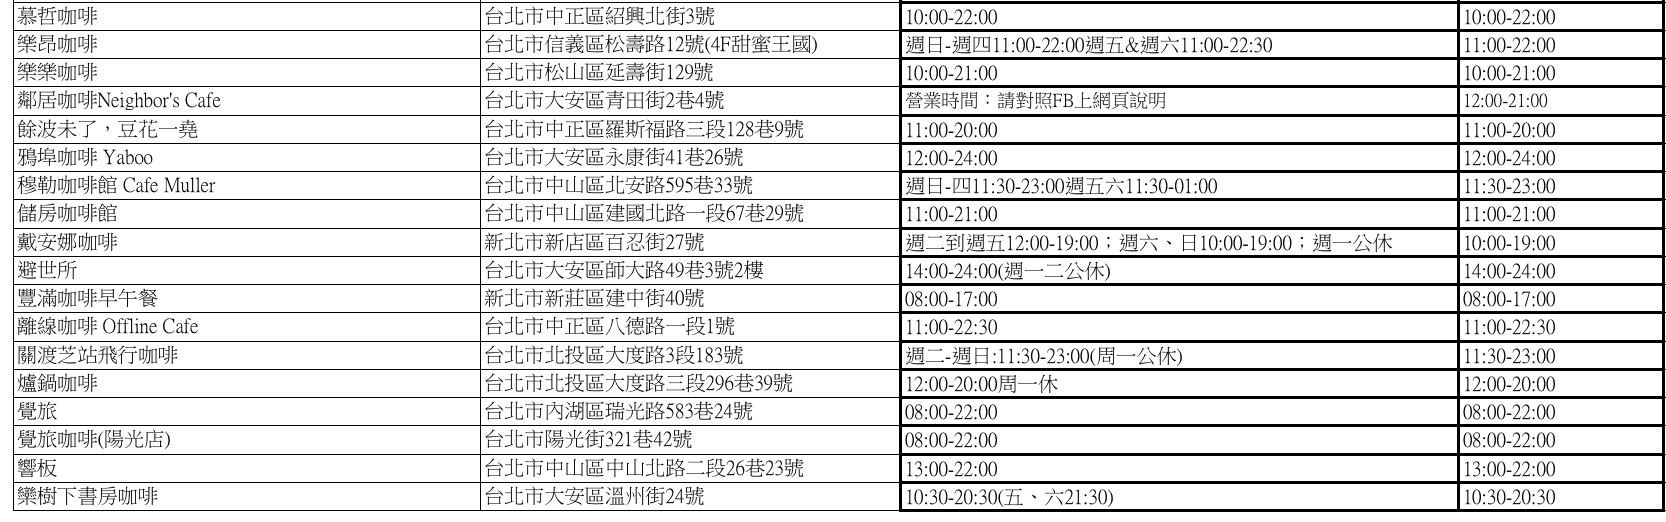 慕哲咖啡 台北市中正區紹興北街3號 10:00-22:00 10:00-22:00
樂昂咖啡 台北市信義區松壽路12號(4F甜蜜王國) 週日-週四11:00-22:00週五&週六11:00-22:30 11:00-22:00
樂樂咖啡 台北市松山區延壽街129號 10:00-21:00 10:00-21:00
鄰居咖啡Neighbor's Cafe 台北市大安區青田街2巷4號 營業時間：請對照FB上網頁說明 12:00-21:00
餘波未了，豆花一堯 台北市中正區羅斯福路三段128巷9號 11:00-20:00 11:00-20:00
鴉埠咖啡 Yaboo 台北市大安區永康街41巷26號 12:00-24:00 12:00-24:00
穆勒咖啡館 Cafe Muller 台北市中山區北安路595巷33號 週日-四11:30-23:00週五六11:30-01:00 11:30-23:00
儲房咖啡館 台北市中山區建國北路一段67巷29號 11:00-21:00 11:00-21:00
戴安娜咖啡 新北市新店區百忍街27號 週二到週五12:00-19:00；週六、日10:00-19:00；週一公休 10:00-19:00
避世所 台北市大安區師大路49巷3號2樓 14:00-24:00(週一二公休) 14:00-24:00
豐滿咖啡早午餐 新北市新莊區建中街40號 08:00-17:00 08:00-17:00
離線咖啡 Offline Cafe 台北市中正區八德路一段1號 11:00-22:30 11:00-22:30
關渡芝站飛行咖啡 台北市北投區大度路3段183號 週二-週日:11:30-23:00(周一公休) 11:30-23:00
爐鍋咖啡 台北市北投區大度路三段296巷39號 12:00-20:00周一休 12:00-20:00
覺旅 台北市內湖區瑞光路583巷24號 08:00-22:00 08:00-22:00
覺旅咖啡(陽光店) 台北市陽光街321巷42號 08:00-22:00 08:00-22:00
響板 台北市中山區中山北路二段26巷23號 13:00-22:00 13:00-22:00
欒樹下書房咖啡 台北市大安區溫州街24號 10:30-20:30(五、六21:30) 10:30-20:30